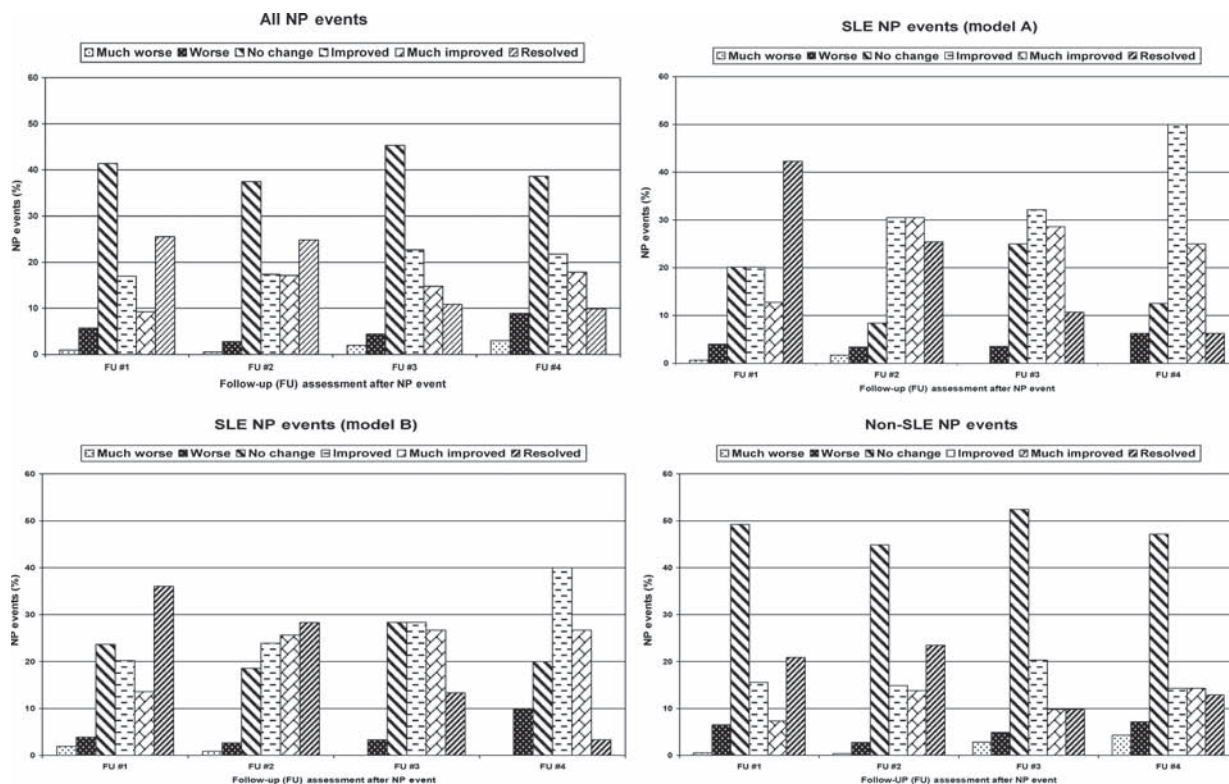 All NP events
Much worse Worse No change Improved Much improved Resolved
60
50
40
30
20
10
0
NP events (%)
FU #1 FU #2 FU #3 FU #4
Follow-up (FU) assessment after NP event
SLE NP events (model A)
Much worse Worse No change Improved Much improved Resolved
60
50
40
30
20
10
0
NP events (%)
FU #1 FU #2 FU #3 FU #4
Follow-up (FU) assessment after NP event
SLE NP events (model B)
Much worse Worse No change Improved Much improved Resolved
60
50
40
30
20
10
0
NP events (%)
FU #1 FU #2 FU #3 FU #4
Follow-up (FU) assessment after NP event
Non-SLE NP events
Much worse Worse No change Improved Much improved Resolved
60
50
40
30
20
10
0
NP events (%)
FU #1 FU #2 FU #3 FU #4
Follow-UP (FU) assessment after NP event